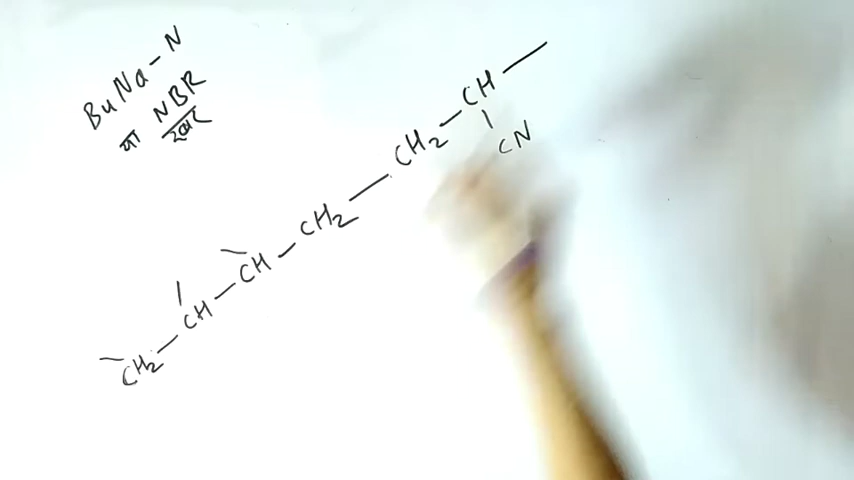 BuNa-N
या NBR
रबर
CH2-CH-CH-CH2-CH2-CH-
CN